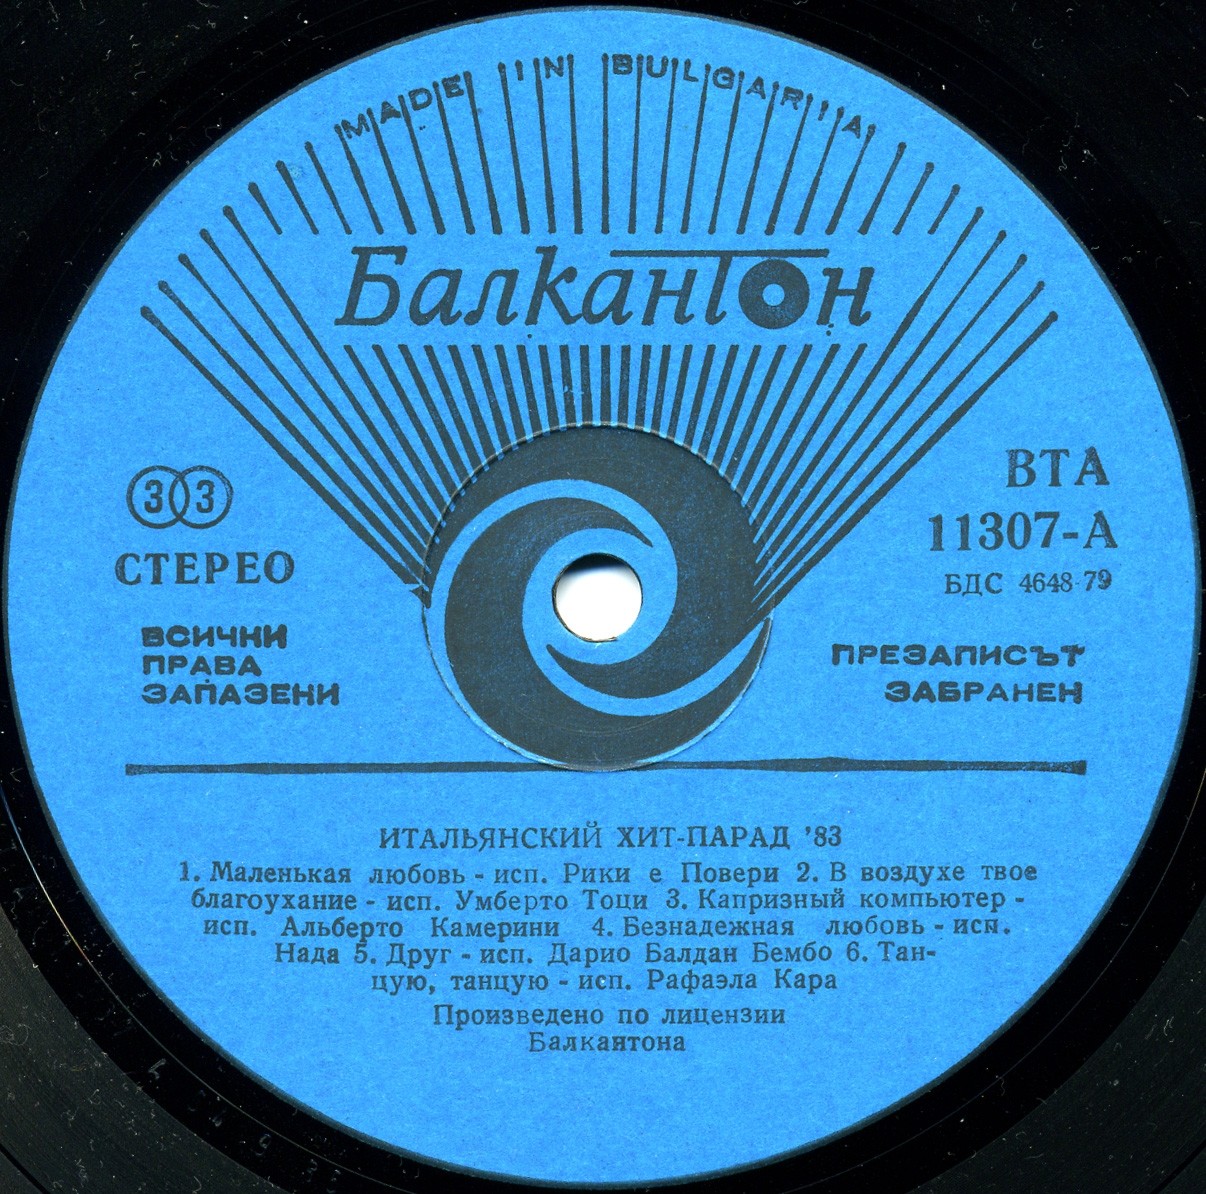 MADE IN BULGARIA
Балкантон
33
СТЕРЕО
ВСИЧКИ
ПРАВА
ЗАПАЗЕНИ
ВТА
11307-А
БДС 4648-79
ПРЕЗАПИСЪТ
ЗАБРАНЕН
ИТАЛЬЯНСКИЙ ХИТ-ПАРАД '83
1. Маленькая любовь - исп. Рики е Повери 2. В воздухе твое
благоухание - исп. Умберто Тоци 3. Капризный компьютер -
исп. Альберто Камерини 4. Безнадежная любовь - исп.
Нада 5. Друг - исп. Дарио Балдан Бембо 6. Тан-
цую, танцую - исп. Рафаэла Кара
Произведено по лицензии
Балкантона